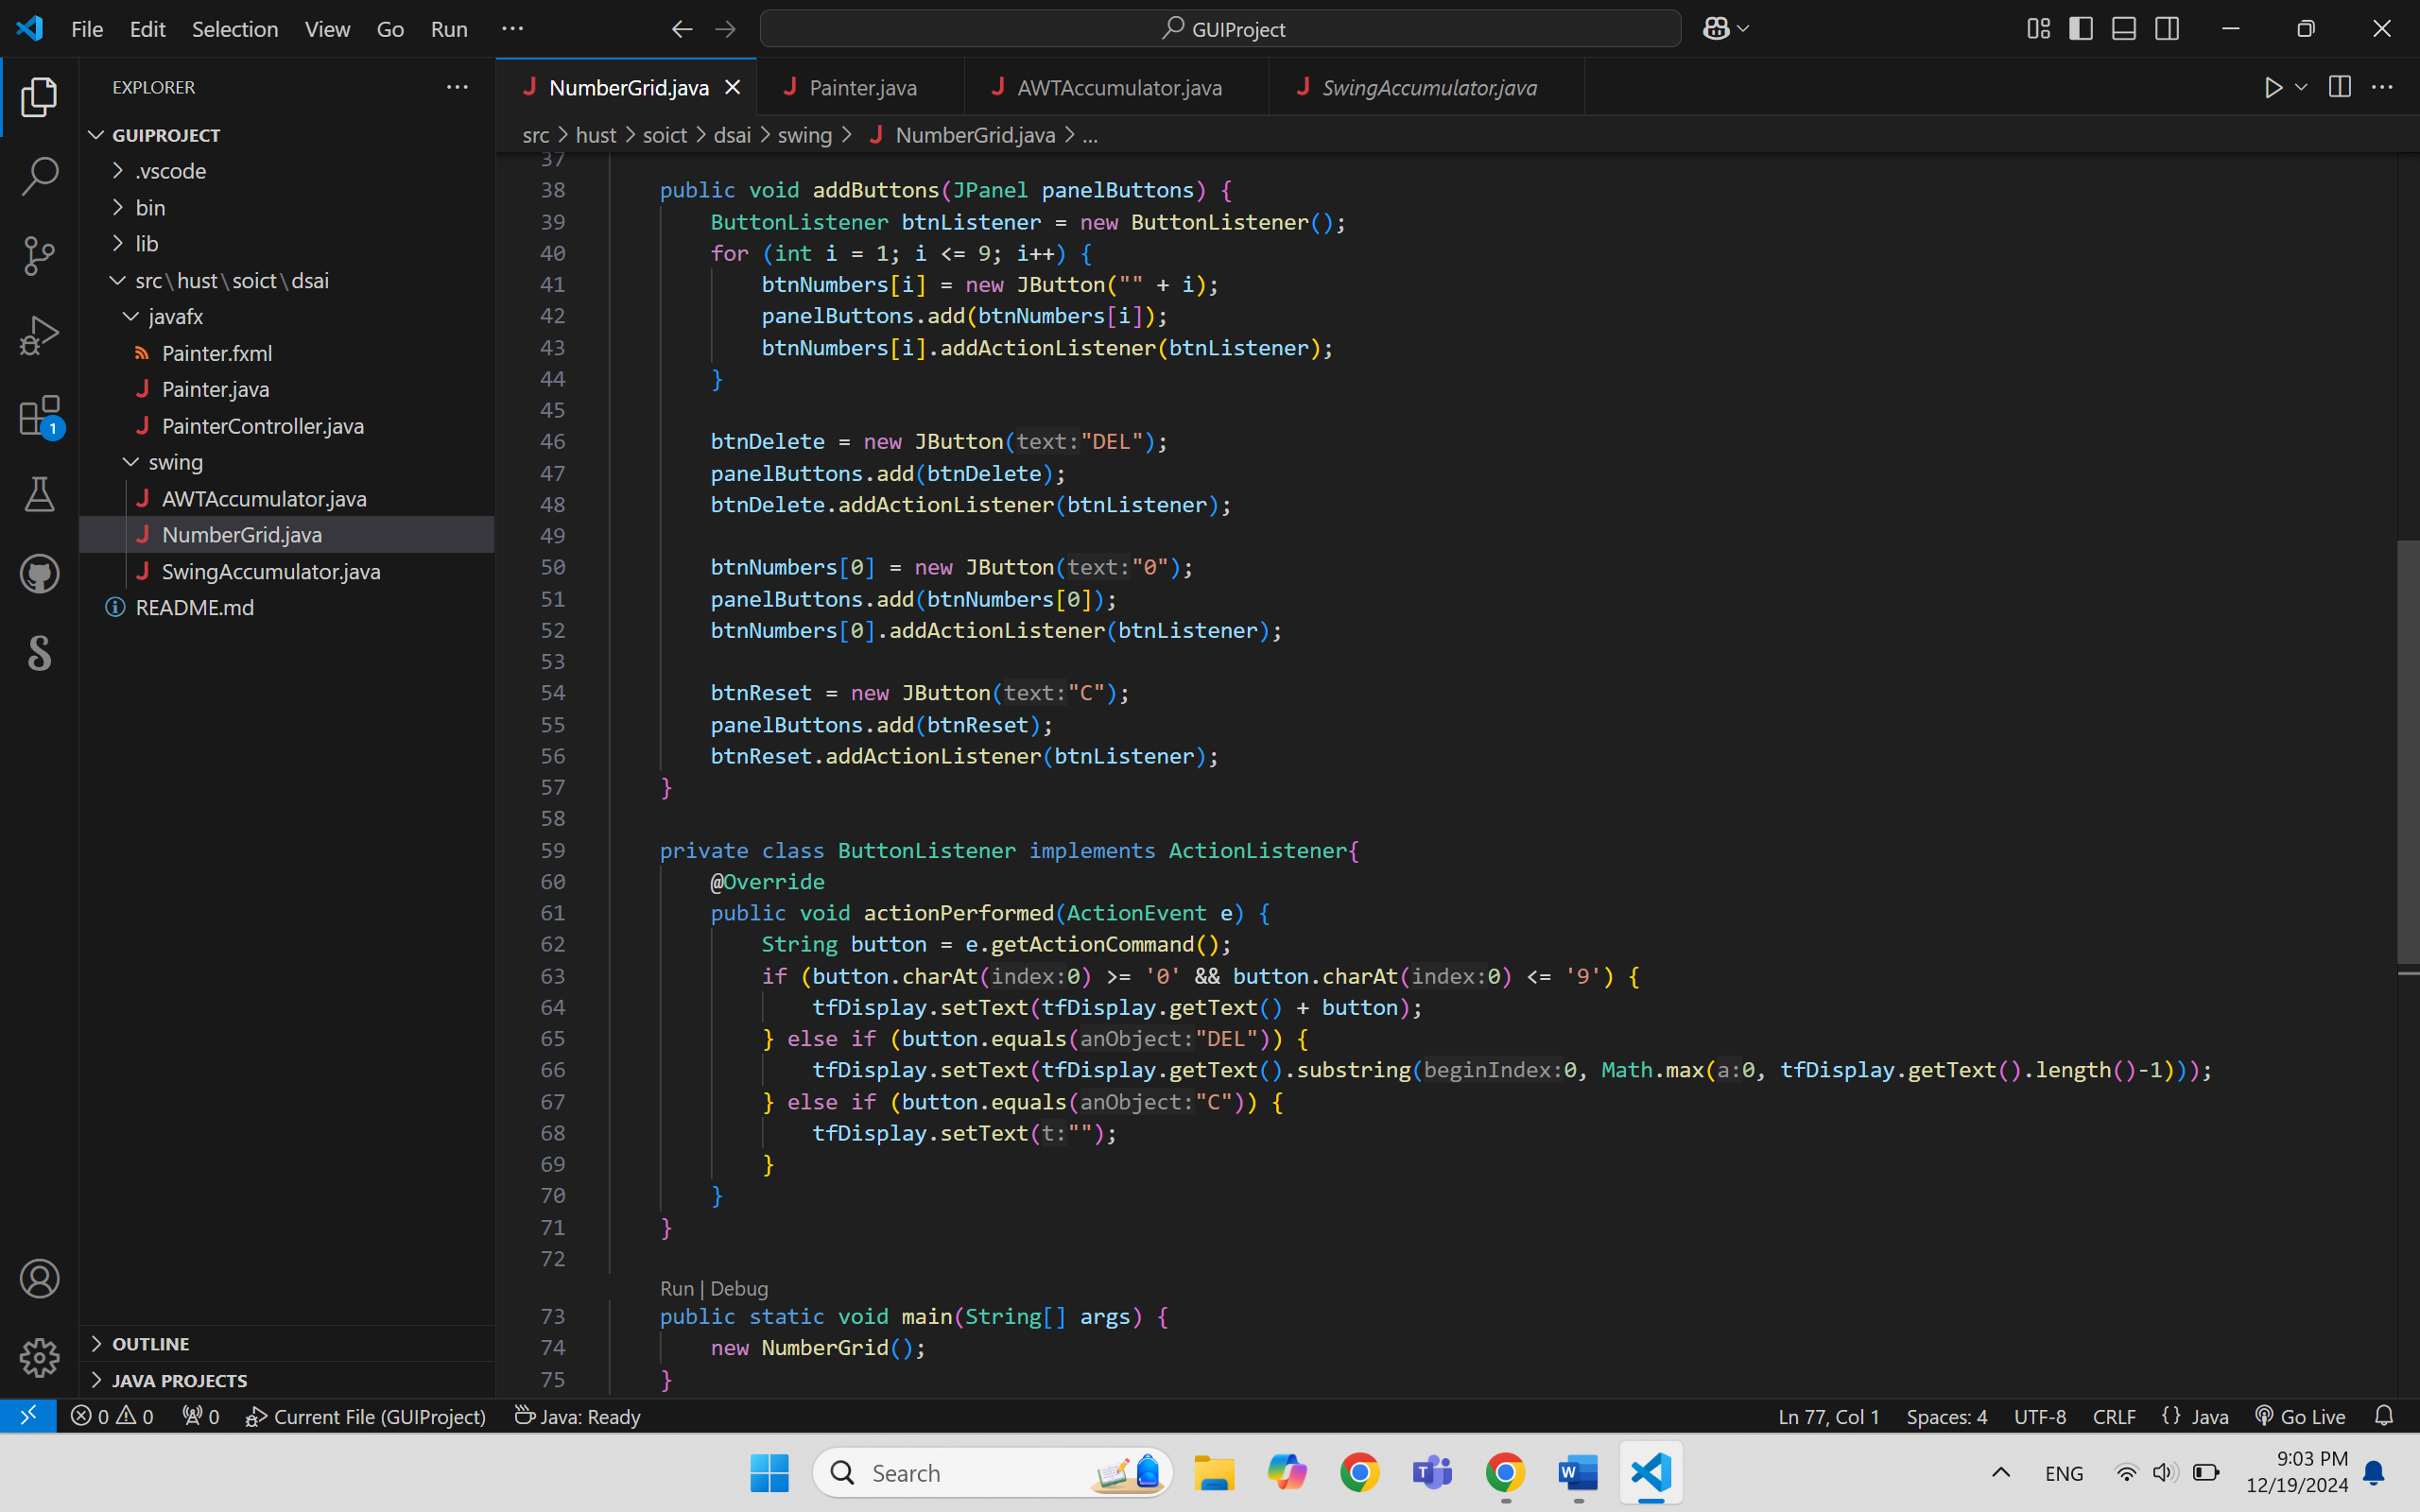 File Edit Selection View Go Run ··· GUIProject
EXPLORER ···
GUIPROJECT
.vscode
bin
lib
src\hust\soict\dsai
javafx
Painter.fxml
Painter.java
PainterController.java
swing
AWTAccumulator.java
NumberGrid.java
SwingAccumulator.java
README.md
OUTLINE
JAVA PROJECTS
1
NumberGrid.java Painter.java AWTAccumulator.java SwingAccumulator.java
src > hust > soict > dsai > swing > NumberGrid.java > ...
37
38 public void addButtons(JPanel panelButtons) {
39 ButtonListener btnListener = new ButtonListener();
40 for (int i = 1; i <= 9; i++) {
41 btnNumbers[i] = new JButton("" + i);
42 panelButtons.add(btnNumbers[i]);
43 btnNumbers[i].addActionListener(btnListener);
44 }
45
46 btnDelete = new JButton(text:"DEL");
47 panelButtons.add(btnDelete);
48 btnDelete.addActionListener(btnListener);
49
50 btnNumbers[0] = new JButton(text:"0");
51 panelButtons.add(btnNumbers[0]);
52 btnNumbers[0].addActionListener(btnListener);
53
54 btnReset = new JButton(text:"C");
55 panelButtons.add(btnReset);
56 btnReset.addActionListener(btnListener);
57 }
58
59 private class ButtonListener implements ActionListener{
60 @Override
61 public void actionPerformed(ActionEvent e) {
62 String button = e.getActionCommand();
63 if (button.charAt(index:0) >= '0' && button.charAt(index:0) <= '9') {
64 tfDisplay.setText(tfDisplay.getText() + button);
65 } else if (button.equals(anObject:"DEL")) {
66 tfDisplay.setText(tfDisplay.getText().substring(beginIndex:0, Math.max(a:0, tfDisplay.getText().length()-1)));
67 } else if (button.equals(anObject:"C")) {
68 tfDisplay.setText(t:"");
69 }
70 }
71 }
72
Run | Debug
73 public static void main(String[] args) {
74 new NumberGrid();
75 }
0 0 0 Current File (GUIProject) Java: Ready Ln 77, Col 1 Spaces: 4 UTF-8 CRLF {} Java Go Live
Search ENG 9:03 PM
12/19/2024